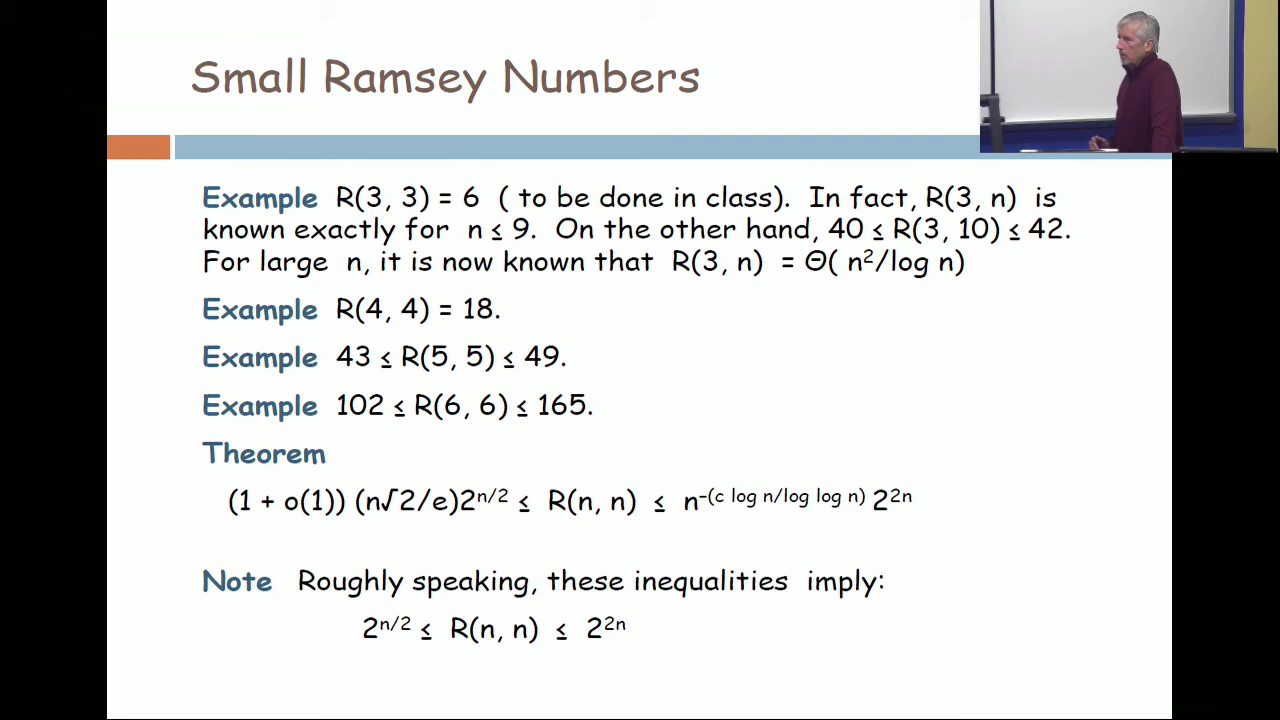 Small Ramsey Numbers
Example R(3, 3) = 6 ( to be done in class). In fact, R(3, n) is
known exactly for n ≤ 9. On the other hand, 40 ≤ R(3, 10) ≤ 42.
For large n, it is now known that R(3, n) = Θ( n²/log n)
Example R(4, 4) = 18.
Example 43 ≤ R(5, 5) ≤ 49.
Example 102 ≤ R(6, 6) ≤ 165.
Theorem
(1 + o(1)) (n√2/e)2^{n/2} ≤ R(n, n) ≤ n^{-(c log n/log log n)} 2^{2n}
Note Roughly speaking, these inequalities imply:
2^{n/2} ≤ R(n, n) ≤ 2^{2n}